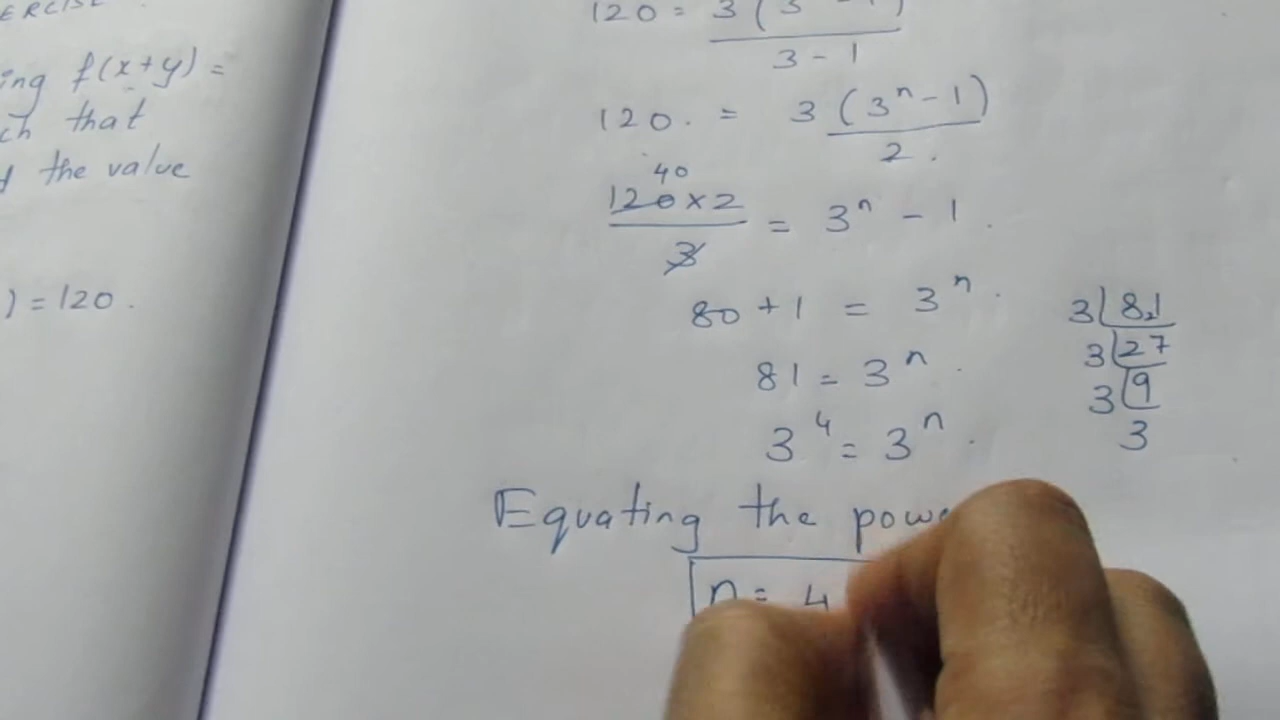 ERCISE
ing f(x+y) =
ch that
the value
) = 120 .
120 = 3 ( 3 - 1 )
3 - 1
120 . = 3 ( 3ⁿ - 1 )
2 .
40
120 × 2 = 3ⁿ - 1 .
3
80 + 1 = 3ⁿ .
81 = 3ⁿ .
3⁴ = 3ⁿ .
Equating the powe
n = 4
3 81
3 27
3 9
3